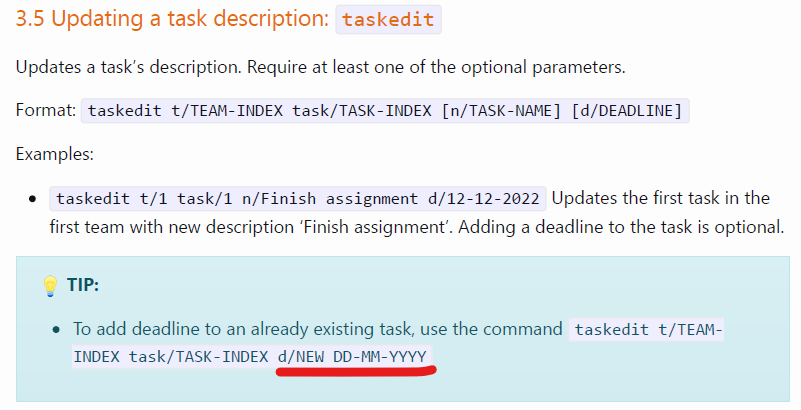 3.5 Updating a task description: taskedit
Updates a task’s description. Require at least one of the optional parameters.
Format: taskedit t/TEAM-INDEX task/TASK-INDEX [n/TASK-NAME] [d/DEADLINE]
Examples:
• taskedit t/1 task/1 n/Finish assignment d/12-12-2022 Updates the first task in the
first team with new description ‘Finish assignment’. Adding a deadline to the task is optional.
💡 TIP:
• To add deadline to an already existing task, use the command taskedit t/TEAM-
INDEX task/TASK-INDEX d/NEW DD-MM-YYYY